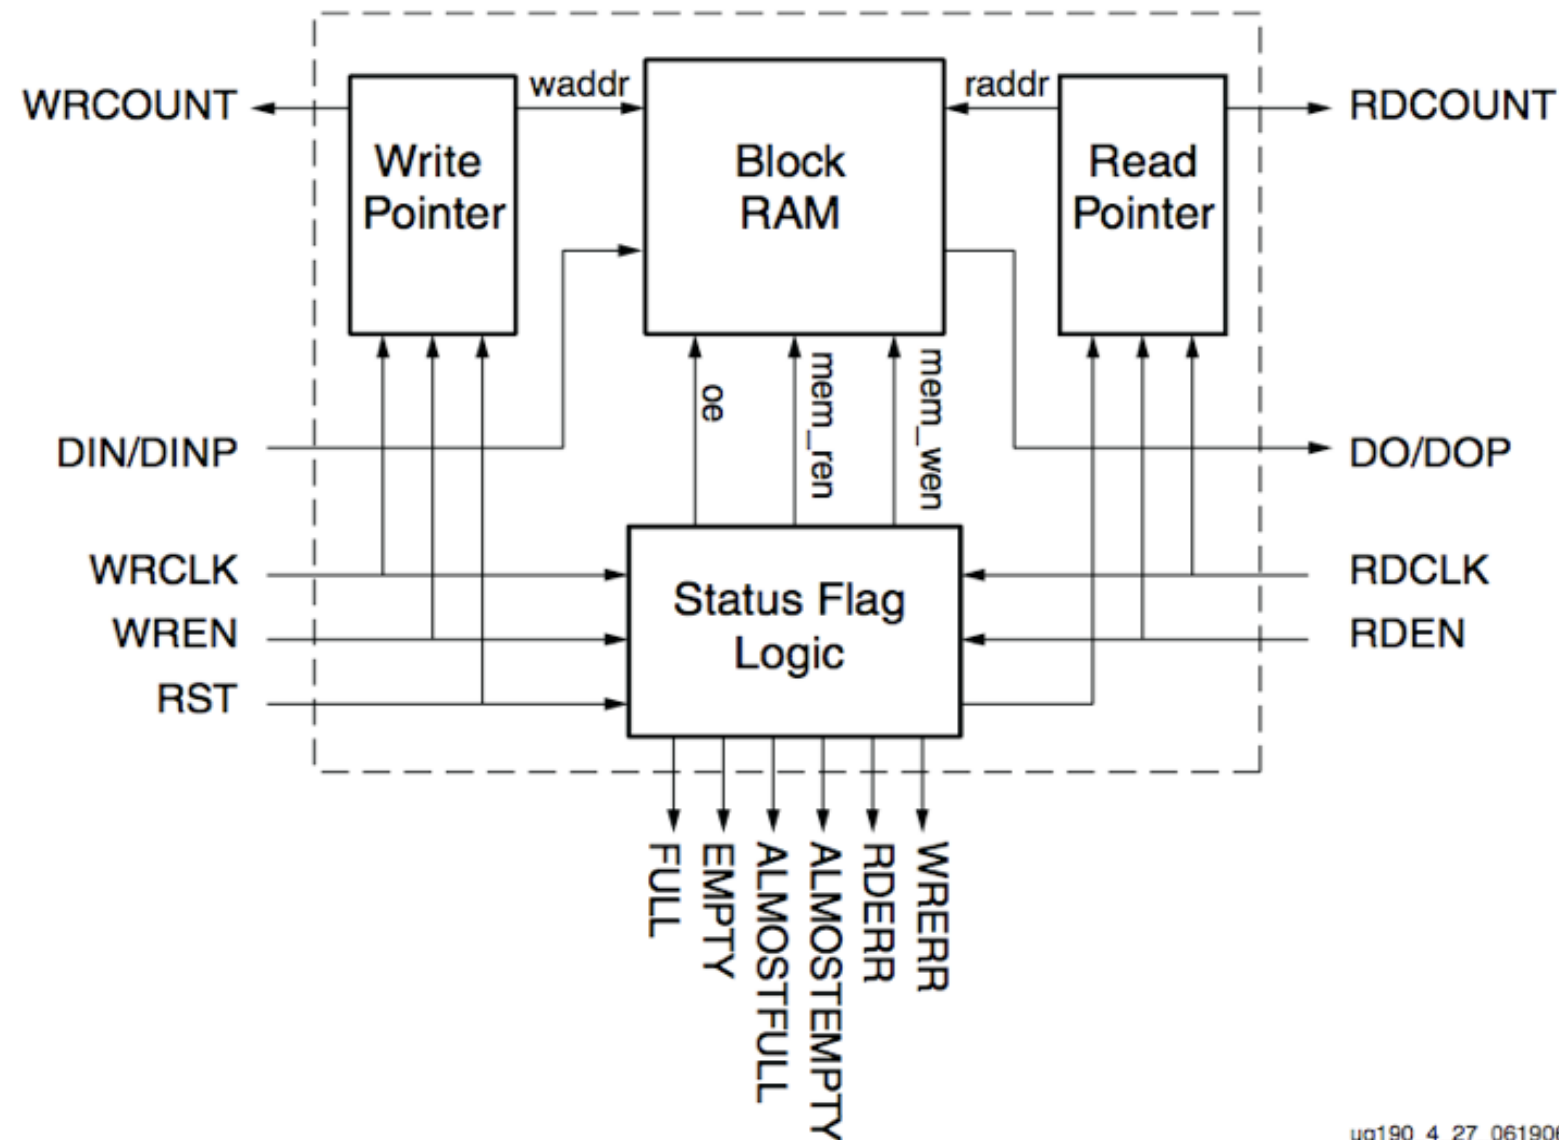 WRCOUNT
waddr
raddr
RDCOUNT
Write
Pointer
Block
RAM
Read
Pointer
oe
mem_ren
mem_wen
DIN/DINP
DO/DOP
WRCLK
RDCLK
Status Flag
Logic
WREN
RDEN
RST
FULL
EMPTY
ALMOSTFULL
ALMOSTEMPTY
RDERR
WRERR
ug190_4_27_061906